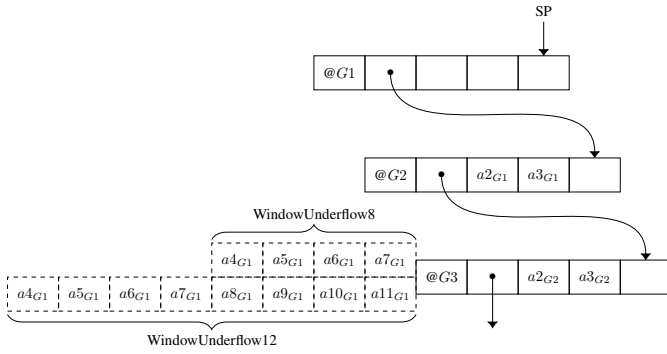 SP
@G1
@G2 a2G1 a3G1
WindowUnderflow8
a4G1 a5G1 a6G1 a7G1
@G3 a2G2 a3G2
a4G1 a5G1 a6G1 a7G1 a8G1 a9G1 a10G1 a11G1
WindowUnderflow12